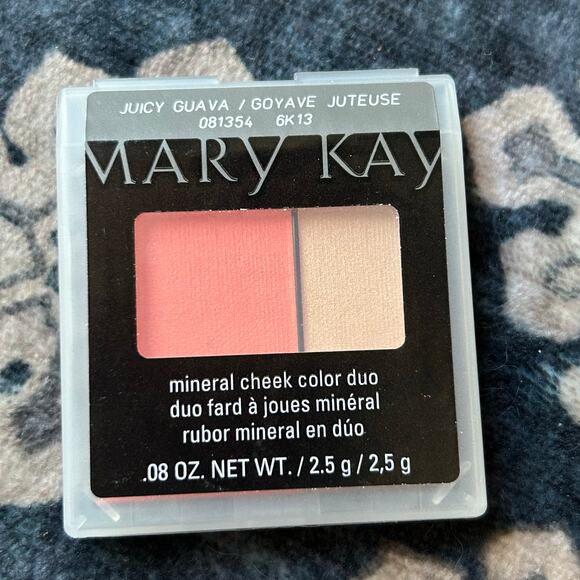 JUICY GUAVA / GOYAVE JUTEUSE
081354 6K13
MARY KAY
mineral cheek color duo
duo fard à joues minéral
rubor mineral en dúo
.08 OZ. NET WT. / 2.5 g / 2,5 g